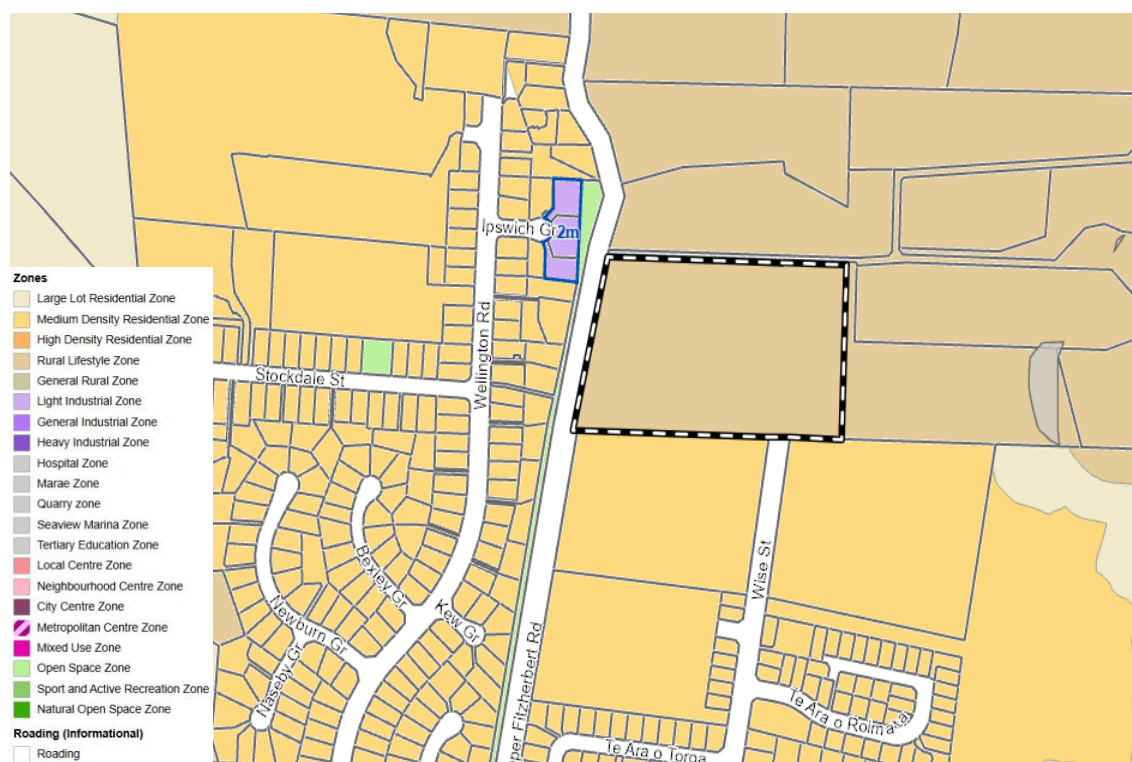 Ipswich Gr
2m
Wellington Rd
Stockdale St
Bexley Gr
Kew Gr
Newburn Gr
Naseby Gr
Wise St
per Fitzherbert Rd
Te Ara o Roimatai
Te Ara o Toroa
Zones
Large Lot Residential Zone
Medium Density Residential Zone
High Density Residential Zone
Rural Lifestyle Zone
General Rural Zone
Light Industrial Zone
General Industrial Zone
Heavy Industrial Zone
Hospital Zone
Marae Zone
Quarry zone
Seaview Marina Zone
Tertiary Education Zone
Local Centre Zone
Neighbourhood Centre Zone
City Centre Zone
Metropolitan Centre Zone
Mixed Use Zone
Open Space Zone
Sport and Active Recreation Zone
Natural Open Space Zone
Roading (Informational)
Roading